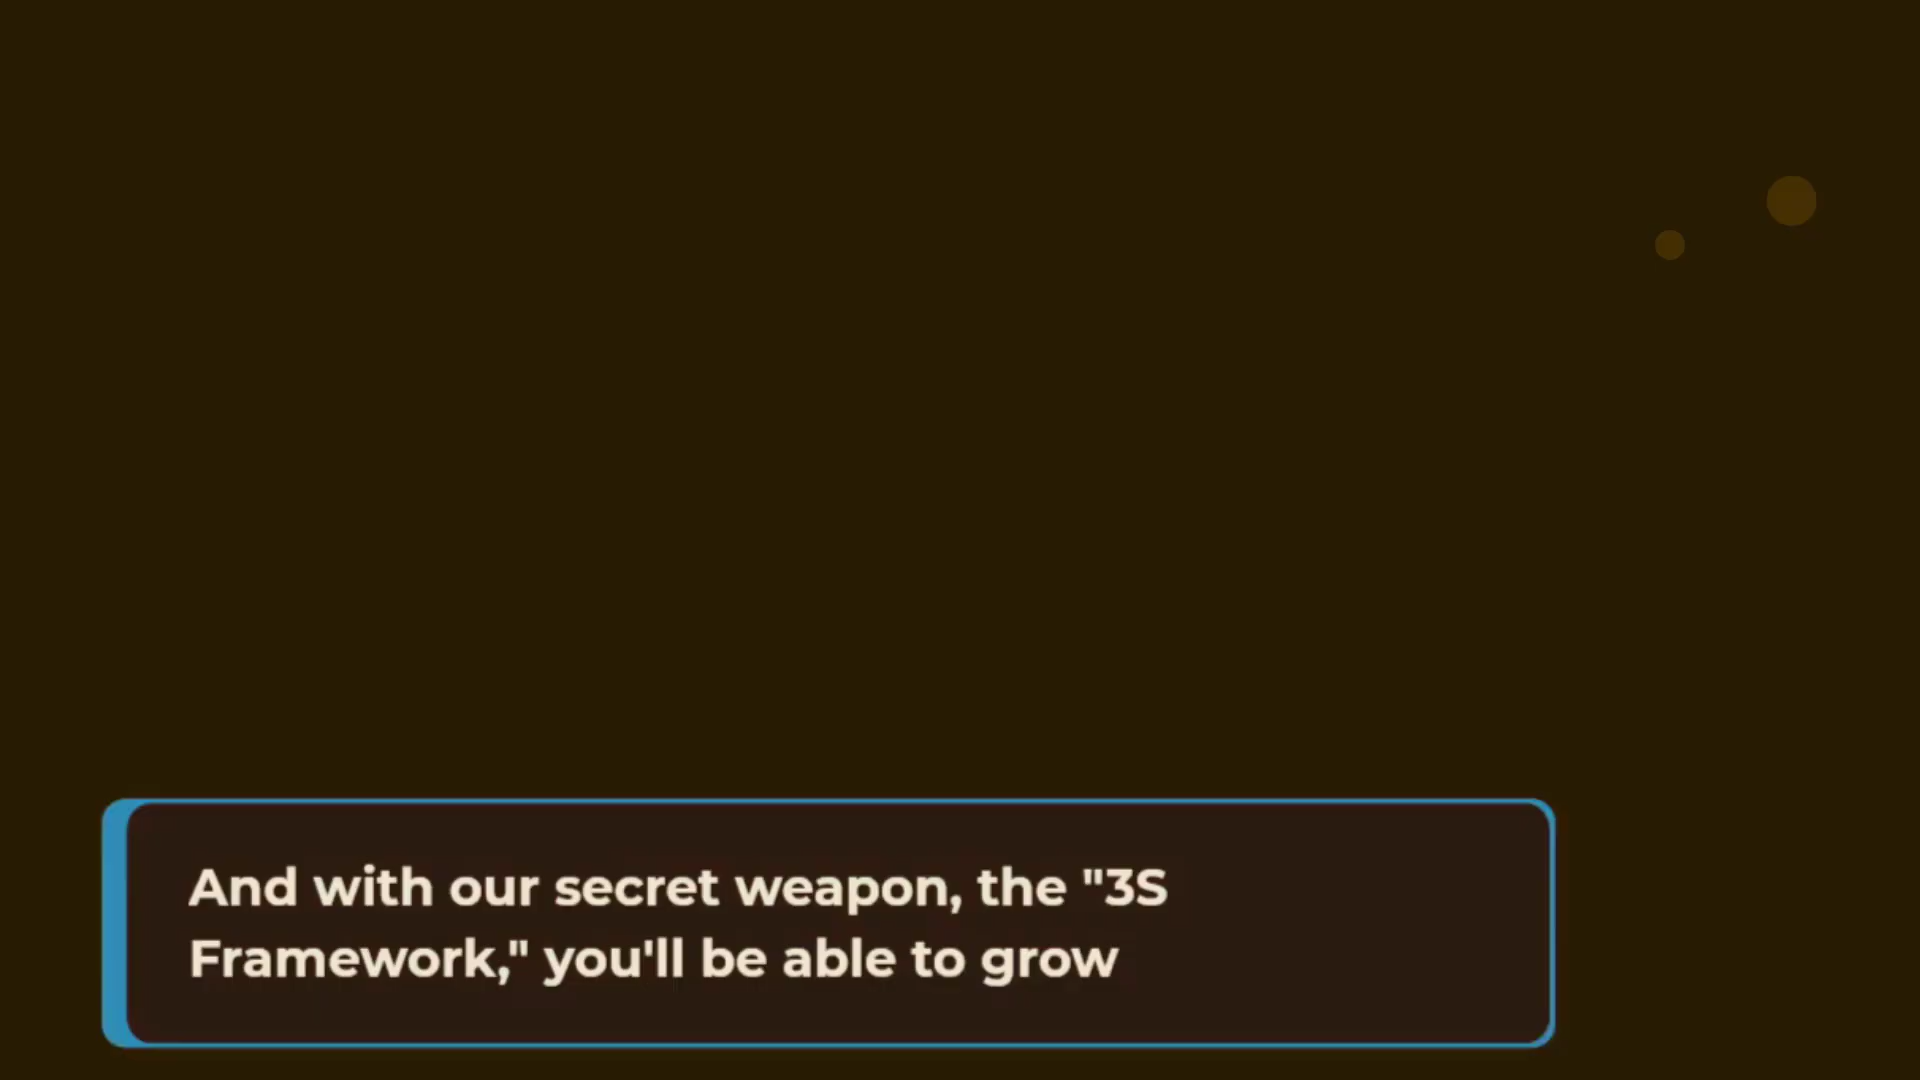 And with our secret weapon, the "3S
Framework," you'll be able to grow